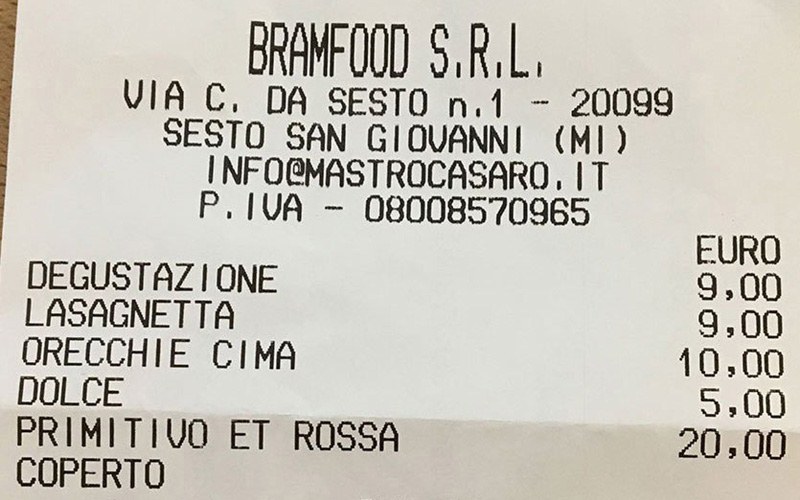 BRAMFOOD S.R.L.
VIA C. DA SESTO n.1 - 20099
SESTO SAN GIOVANNI (MI)
INFO@MASTROCASARO.IT
P.IVA - 08008570965
EURO
DEGUSTAZIONE 9,00
LASAGNETTA 9,00
ORECCHIE CIMA 10,00
DOLCE 5,00
PRIMITIVO ET ROSSA 20,00
COPERTO